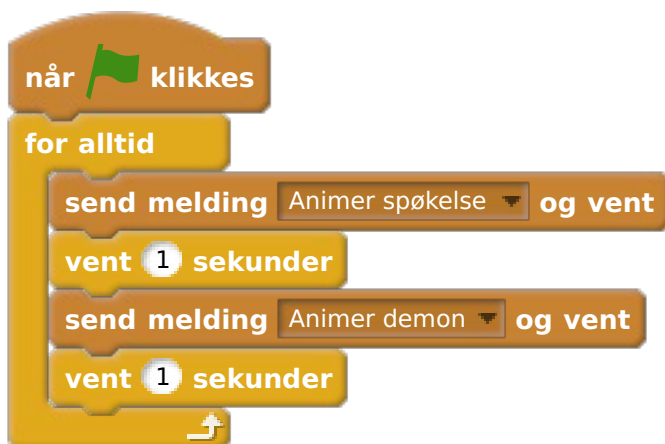 når klikkes
for alltid
send melding Animer spøkelse og vent
vent 1 sekunder
send melding Animer demon og vent
vent 1 sekunder